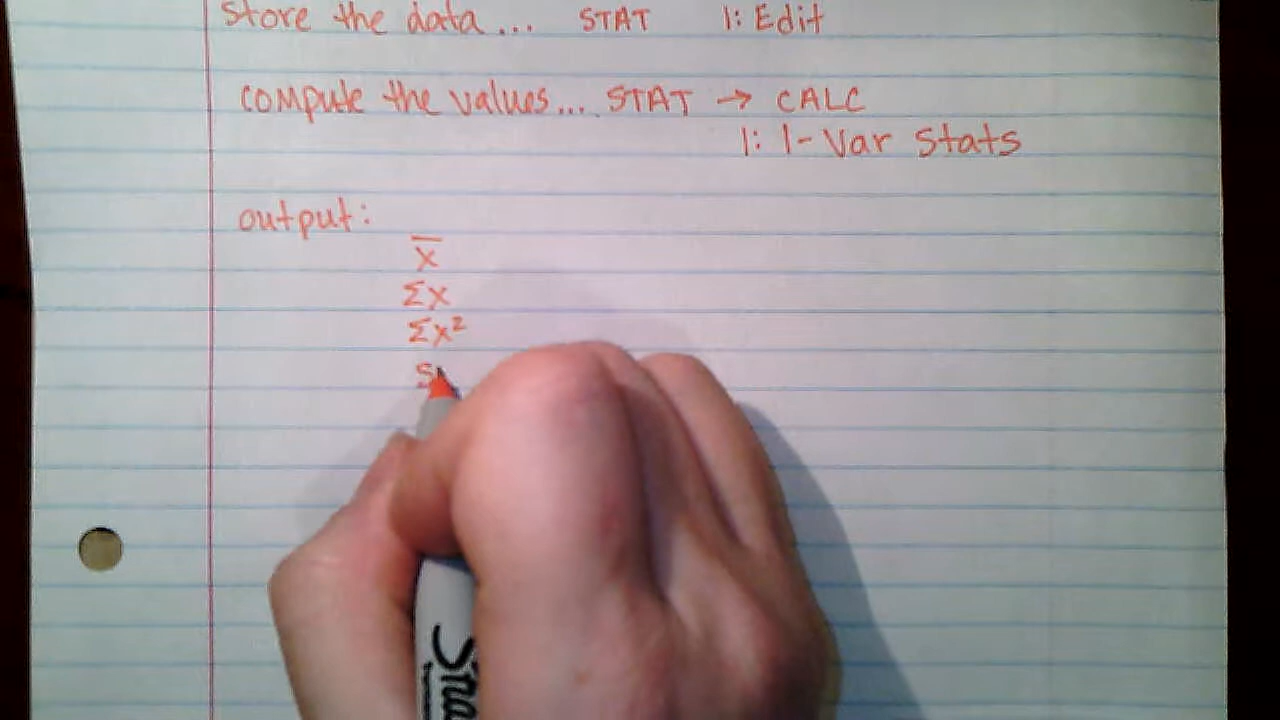 store the data... STAT 1: Edit
compute the values... STAT → CALC
1: 1-Var Stats
output:
x̄
Σx
Σx²
S